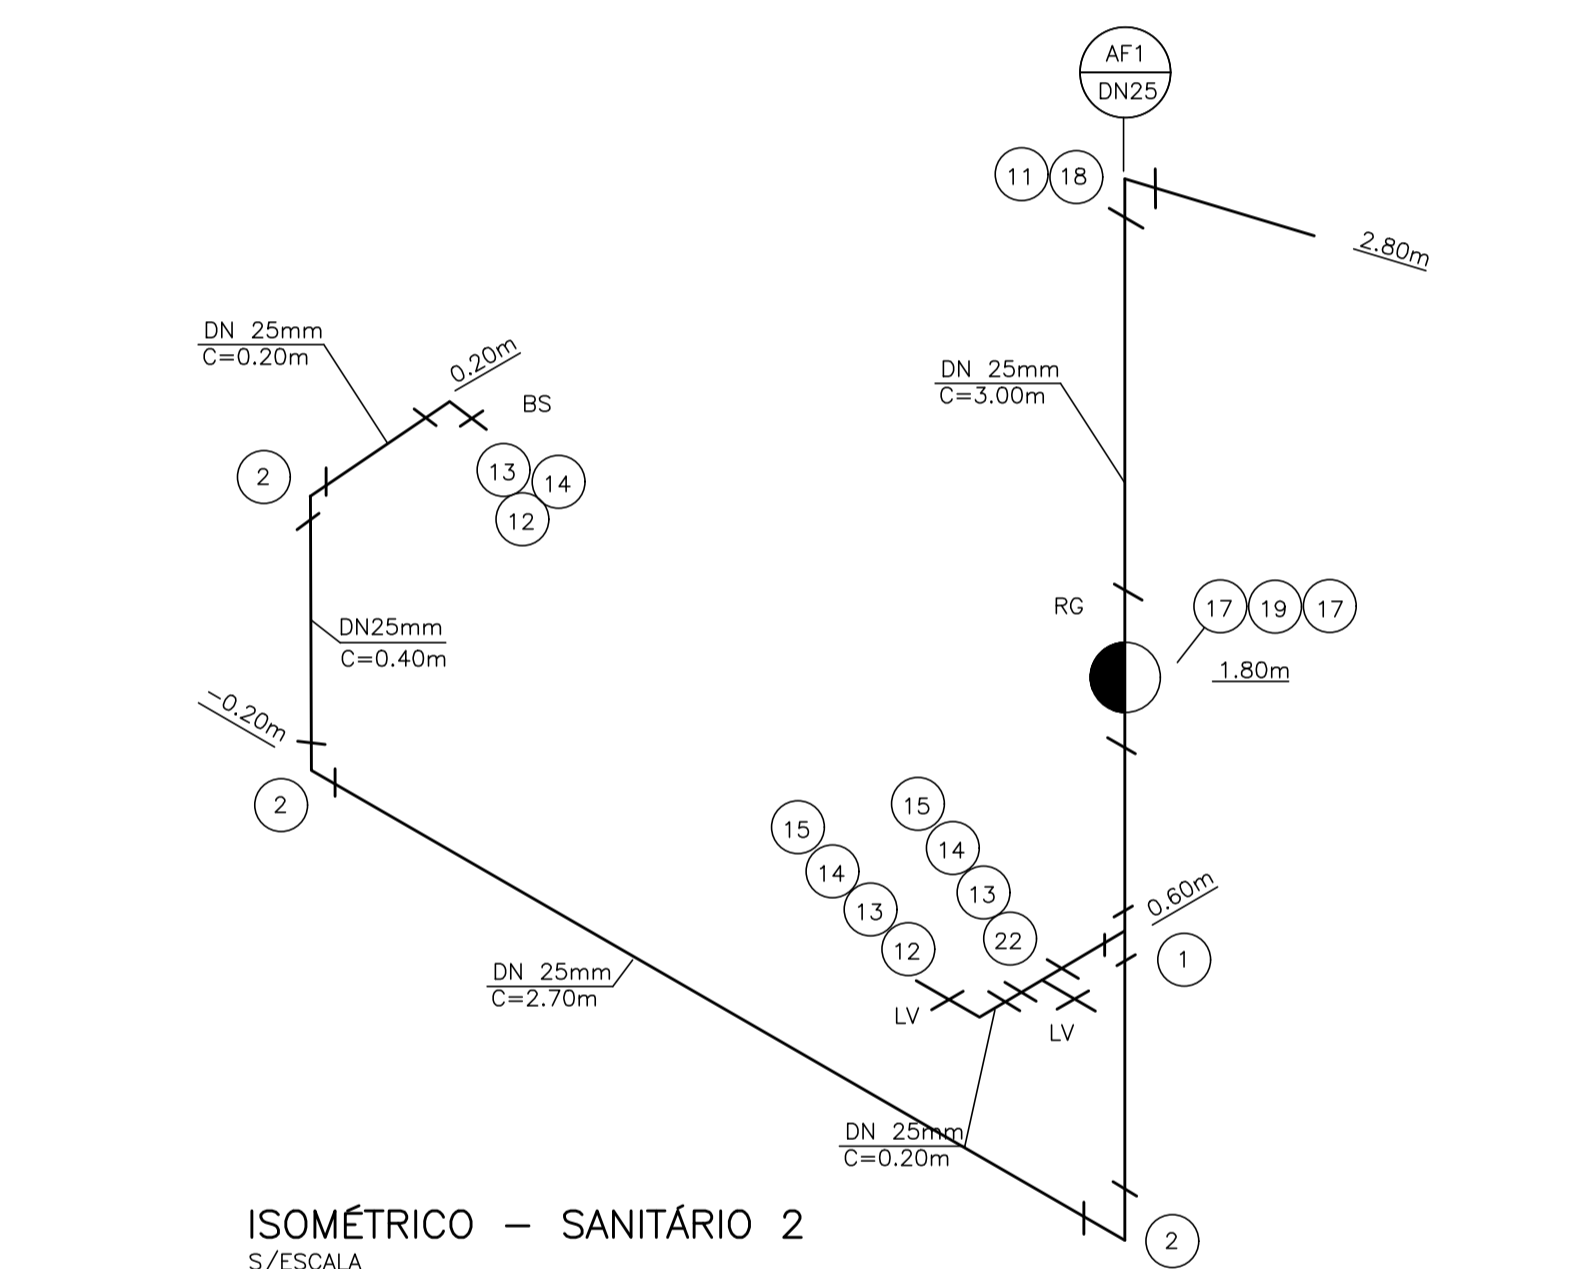 AF1
DN25
11
18
2.80m
DN 25mm
C=0.20m
0.20m
BS
DN 25mm
C=3.00m
2
13
14
12
RG
17
19
17
1.80m
DN25mm
C=0.40m
−0.20m
2
15
14
13
12
15
14
13
22
0.60m
1
LV
LV
DN 25mm
C=2.70m
DN 25mm
C=0.20m
2
ISOMÉTRICO – SANITÁRIO 2
S/ESCALA